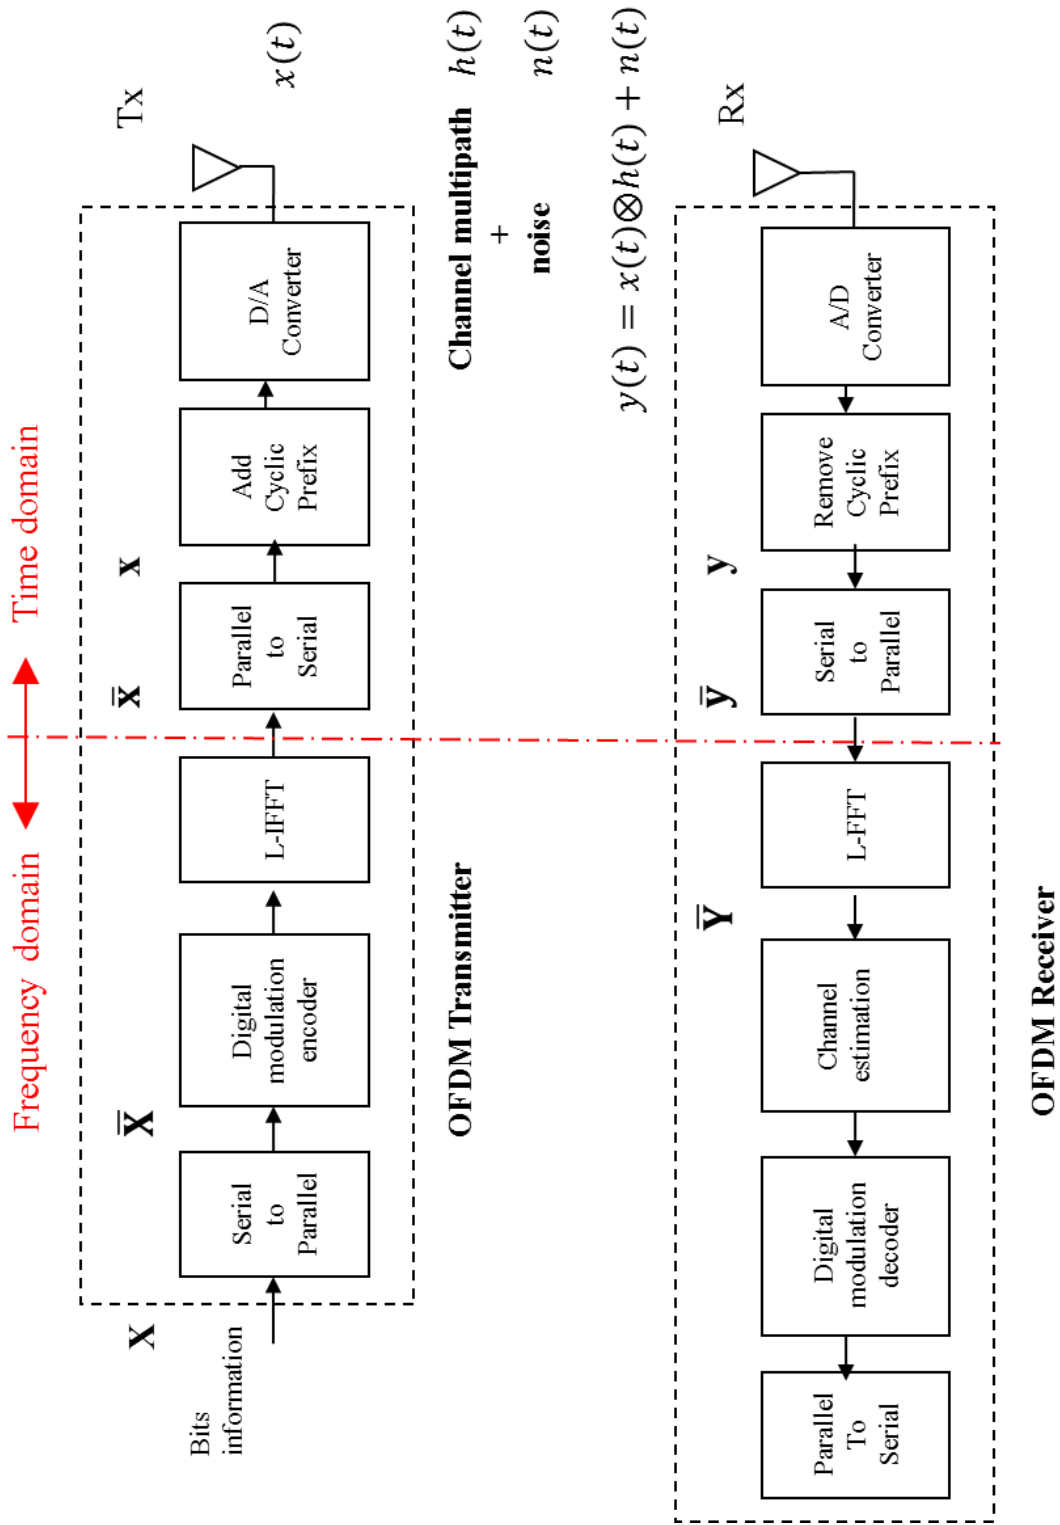 Frequency domain
Time domain
X
X̅
x̅
x
Tx
Bits
information
Serial
to
Parallel
Digital
modulation
encoder
L-IFFT
Parallel
to
Serial
Add
Cyclic
Prefix
D/A
Converter
x(t)
OFDM Transmitter
Channel multipath
h(t)
+
noise
n(t)
y(t) = x(t)⊗h(t) + n(t)
Y̅
y̅
y
Rx
Parallel
To
Serial
Digital
modulation
decoder
Channel
estimation
L-FFT
Serial
to
Parallel
Remove
Cyclic
Prefix
A/D
Converter
OFDM Receiver